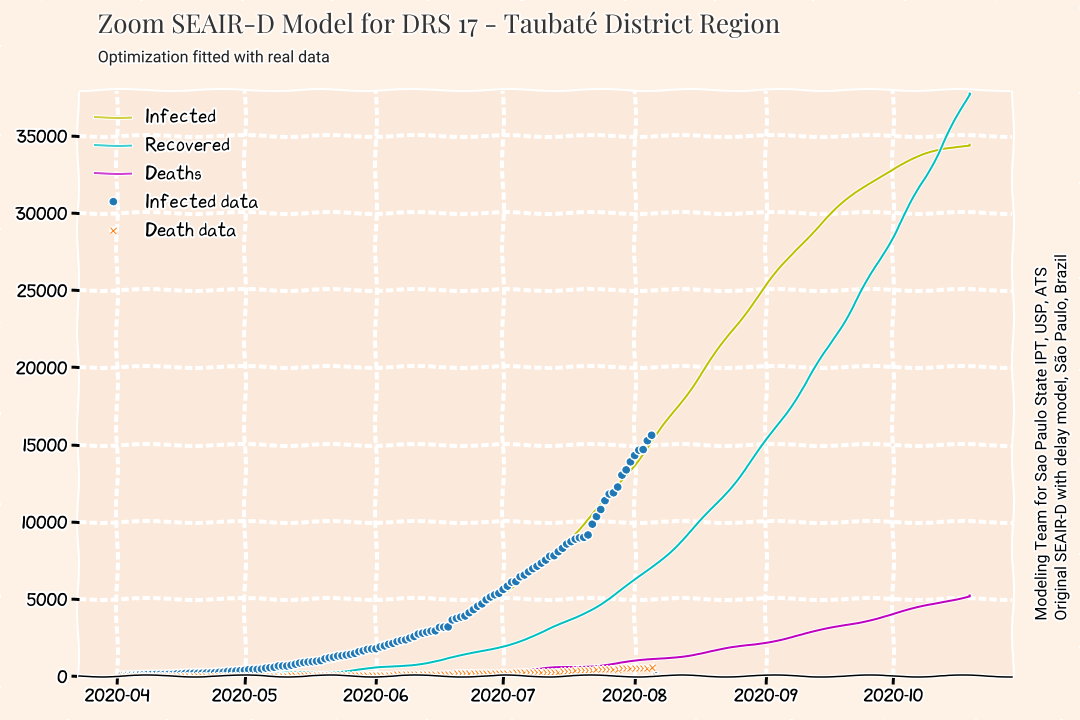 Zoom SEAIR-D Model for DRS 17 - Taubaté District Region
Optimization fitted with real data
Infected
Recovered
Deaths
Infected data
Death data
35000
30000
25000
20000
15000
10000
5000
0
2020-04
2020-05
2020-06
2020-07
2020-08
2020-09
2020-10
Modeling Team for Sao Paulo State IPT, USP, ATS
Original SEAIR-D with delay model, São Paulo, Brazil